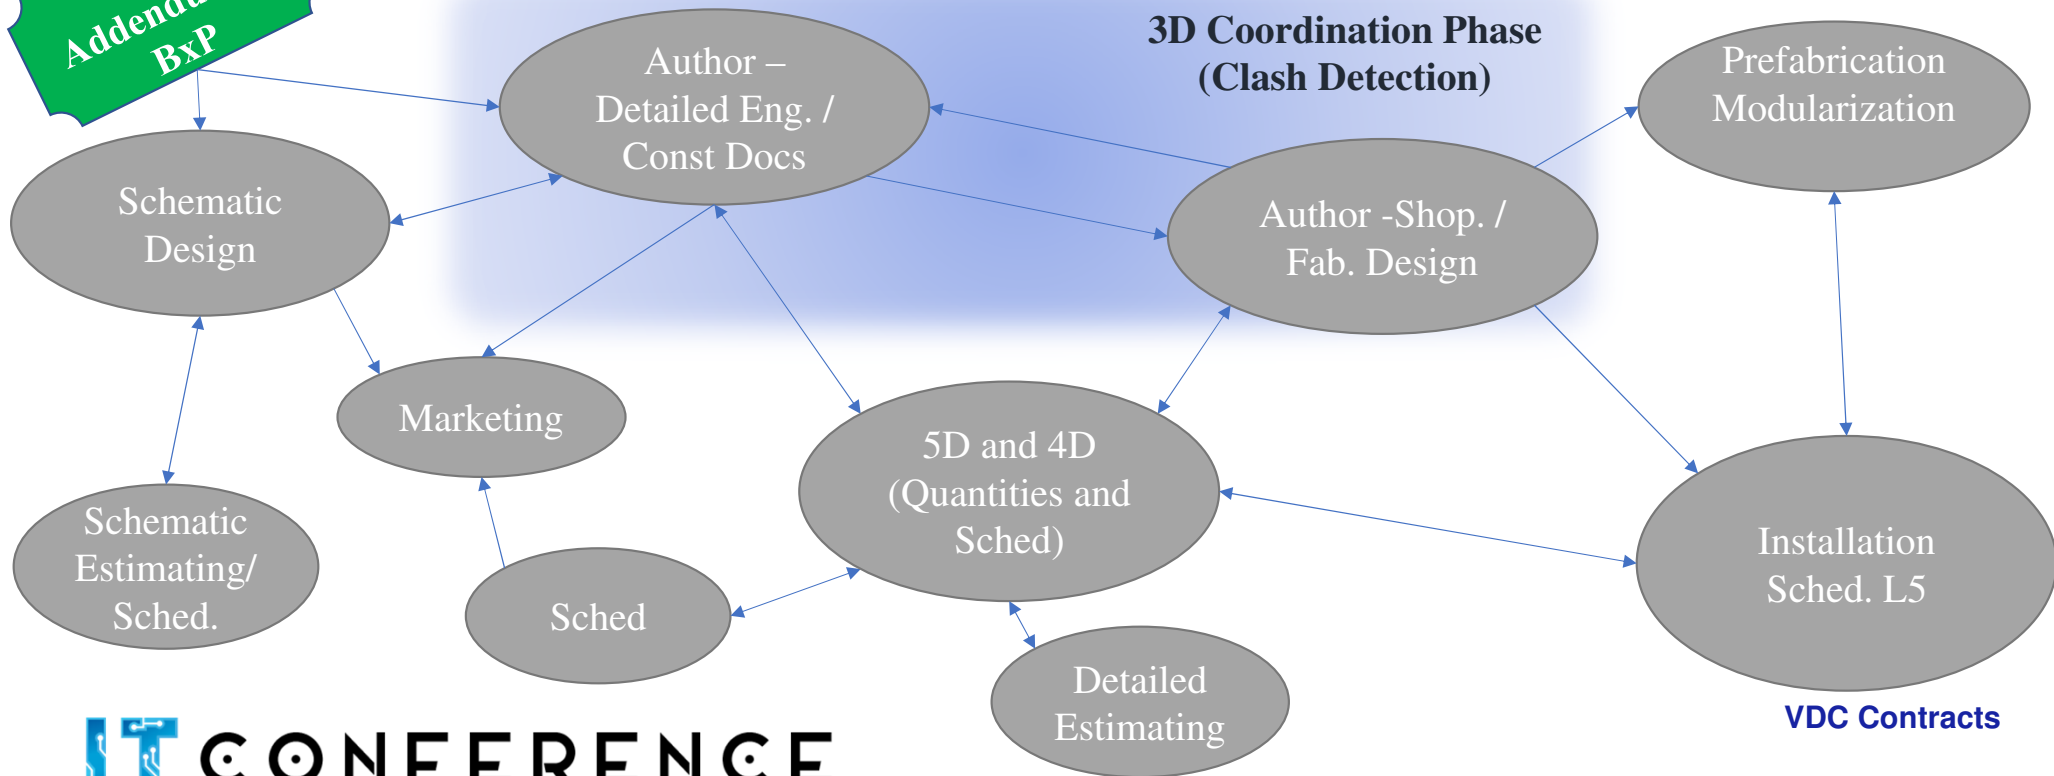 BxP
3D Coordination Phase
(Clash Detection)
Author –
Detailed Eng. /
Const Docs
Prefabrication
Modularization
Schematic
Design
Author -Shop. /
Fab. Design
Marketing
5D and 4D
(Quantities and
Sched)
Schematic
Estimating/
Sched.
Sched
Installation
Sched. L5
Detailed
Estimating
VDC Contracts
IT CONFERENCE